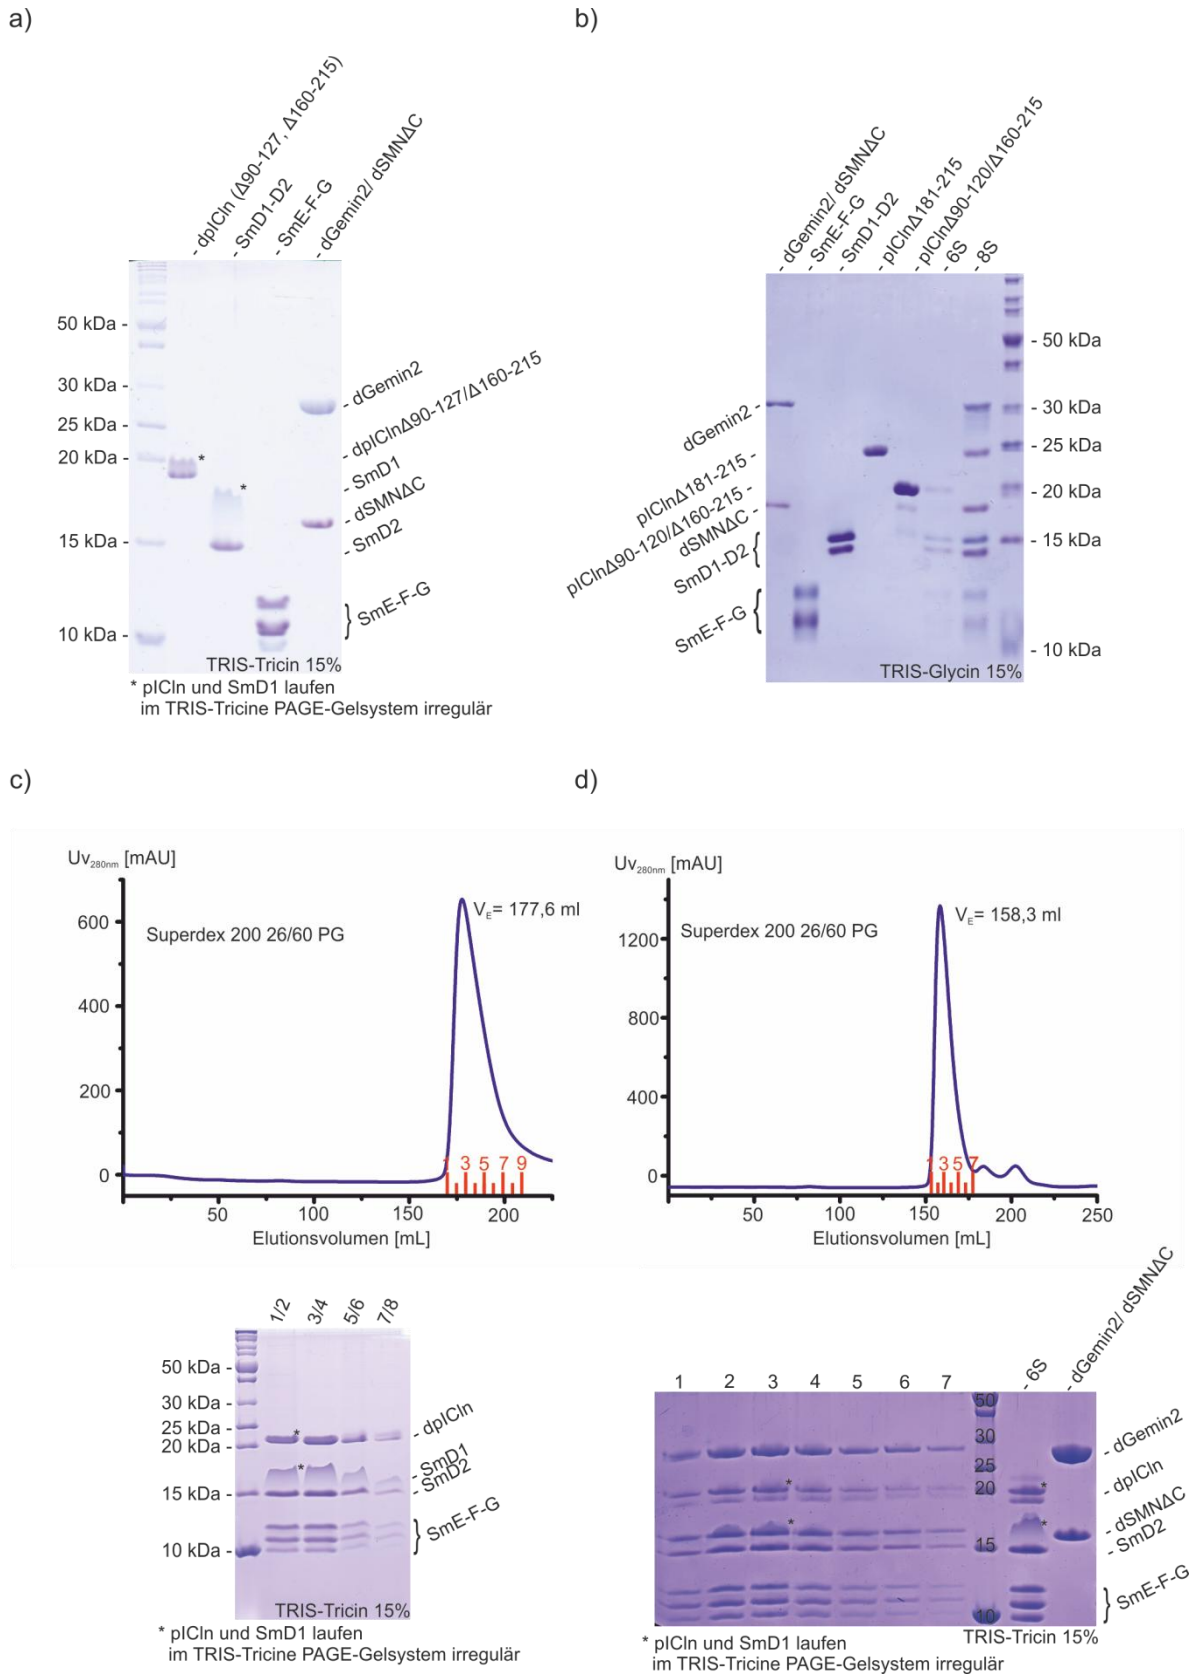 a)
- dpICln (Δ90-127, Δ160-215)
- SmD1-D2
- SmE-F-G
- dGemin2/ dSMNΔC
50 kDa -
30 kDa -
25 kDa -
20 kDa -
15 kDa -
10 kDa -
*
*
- dGemin2
- dpIClnΔ90-127/Δ160-215
- SmD1
- dSMNΔC
- SmD2
SmE-F-G
TRIS-Tricin 15%
* pICln und SmD1 laufen
im TRIS-Tricine PAGE-Gelsystem irregulär
b)
- dGemin2/ dSMNΔC
- SmE-F-G
- SmD1-D2
- pIClnΔ181-215
- pIClnΔ90-120/Δ160-215
- 6S
- 8S
dGemin2 -
pIClnΔ181-215 -
pIClnΔ90-120/Δ160-215 -
dSMNΔC -
SmD1-D2
SmE-F-G
- 50 kDa
- 30 kDa
- 25 kDa
- 20 kDa
- 15 kDa
- 10 kDa
TRIS-Glycin 15%
c)
Uv280nm [mAU]
VE= 177,6 ml
Superdex 200 26/60 PG
600
400
200
0
1 3 5 7 9
50 100 150 200
Elutionsvolumen [mL]
1/2 3/4 5/6 7/8
50 kDa -
30 kDa -
25 kDa -
20 kDa -
15 kDa -
10 kDa -
*
*
- dpICln
- SmD1
- SmD2
SmE-F-G
TRIS-Tricin 15%
* pICln und SmD1 laufen
im TRIS-Tricine PAGE-Gelsystem irregulär
d)
Uv280nm [mAU]
VE= 158,3 ml
Superdex 200 26/60 PG
1200
800
400
0
1 3 5 7
50 100 150 200 250
Elutionsvolumen [mL]
1 2 3 4 5 6 7
- 6S
- dGemin2/ dSMNΔC
50
30
25
20
15
10
*
*
*
*
- dGemin2
- dpICln
- dSMNΔC
- SmD2
SmE-F-G
TRIS-Tricin 15%
* pICln und SmD1 laufen
im TRIS-Tricine PAGE-Gelsystem irregulär